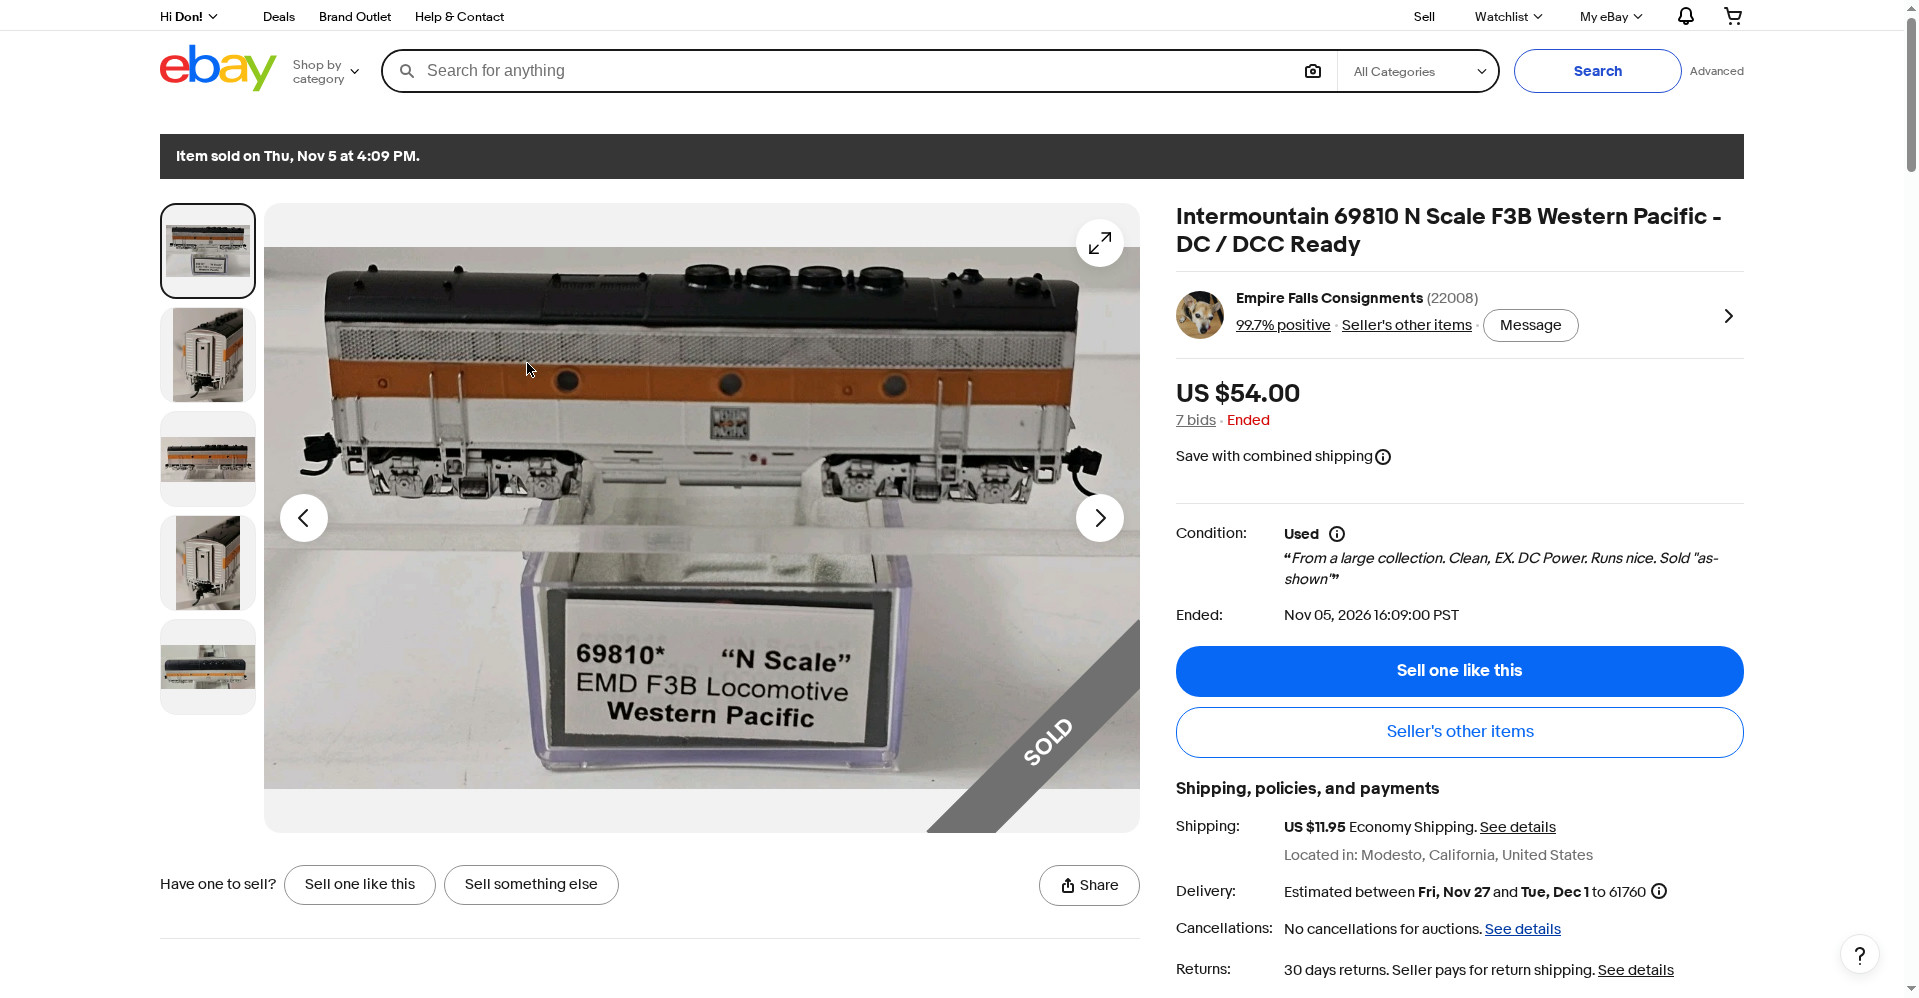 Hi Don!
Deals
Brand Outlet
Help & Contact
Sell
Watchlist
My eBay
ebay
Shop by
category
Search for anything
All Categories
Search
Advanced
Item sold on Thu, Nov 5 at 4:09 PM.
69810* “N Scale”
EMD F3B Locomotive
Western Pacific
SOLD
Intermountain 69810 N Scale F3B Western Pacific -
DC / DCC Ready
Empire Falls Consignments (22008)
99.7% positive · Seller's other items · Message
US $54.00
7 bids · Ended
Save with combined shipping
Condition: Used
“From a large collection. Clean, EX. DC Power. Runs nice. Sold "as-
shown"”
Ended: Nov 05, 2026 16:09:00 PST
Sell one like this
Seller's other items
Shipping, policies, and payments
Shipping: US $11.95 Economy Shipping. See details
Located in: Modesto, California, United States
Delivery: Estimated between Fri, Nov 27 and Tue, Dec 1 to 61760
Cancellations: No cancellations for auctions. See details
Returns: 30 days returns. Seller pays for return shipping. See details
Have one to sell? Sell one like this Sell something else
Share
?